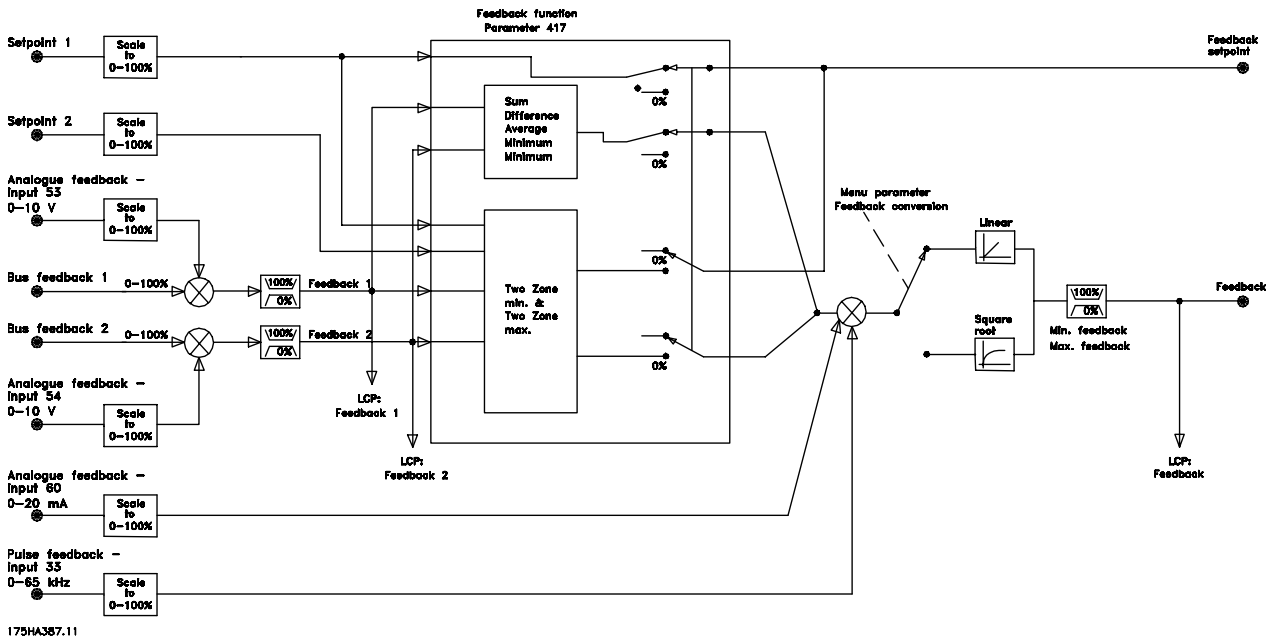 Feedback function
Parameter 417
Setpoint 1
Scale
to
0-100%
Feedback
setpoint
0%
Sum
Difference
Average
Minimum
Minimum
0%
Setpoint 2
Scale
to
0-100%
Analogue feedback -
input 53
0-10 V
Scale
to
0-100%
Menu parameter
Feedback conversion
Linear
Bus feedback 1
0-100%
100%
0%
Feedback 1
Two Zone
min. &
Two Zone
max.
0%
0%
Bus feedback 2
0-100%
100%
0%
Feedback 2
Square
root
100%
0%
Min. feedback
Max. feedback
Feedback
Analogue feedback -
input 54
0-10 V
Scale
to
0-100%
LCP:
Feedback 1
LCP:
Feedback 2
LCP:
Feedback
Analogue feedback -
input 60
0-20 mA
Scale
to
0-100%
Pulse feedback -
input 33
0-65 kHz
Scale
to
0-100%
175HA387.11